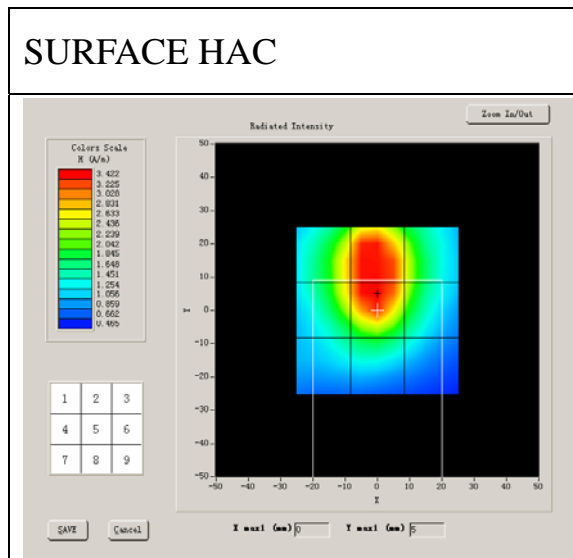 SURFACE HAC
Zoom In/Out
Radiated Intensity
Colors Scale
H (A/m)
3.422
3.225
3.028
2.831
2.633
2.436
2.239
2.042
1.845
1.648
1.451
1.254
1.056
0.859
0.662
0.465
50
40
30
20
10
0
-10
-20
-30
-40
-50
Y
-50 -40 -30 -20 -10 0 10 20 30 40 50
X
1 2 3
4 5 6
7 8 9
SAVE Cancel
X maxi (mm) 0 Y maxi (mm) 5